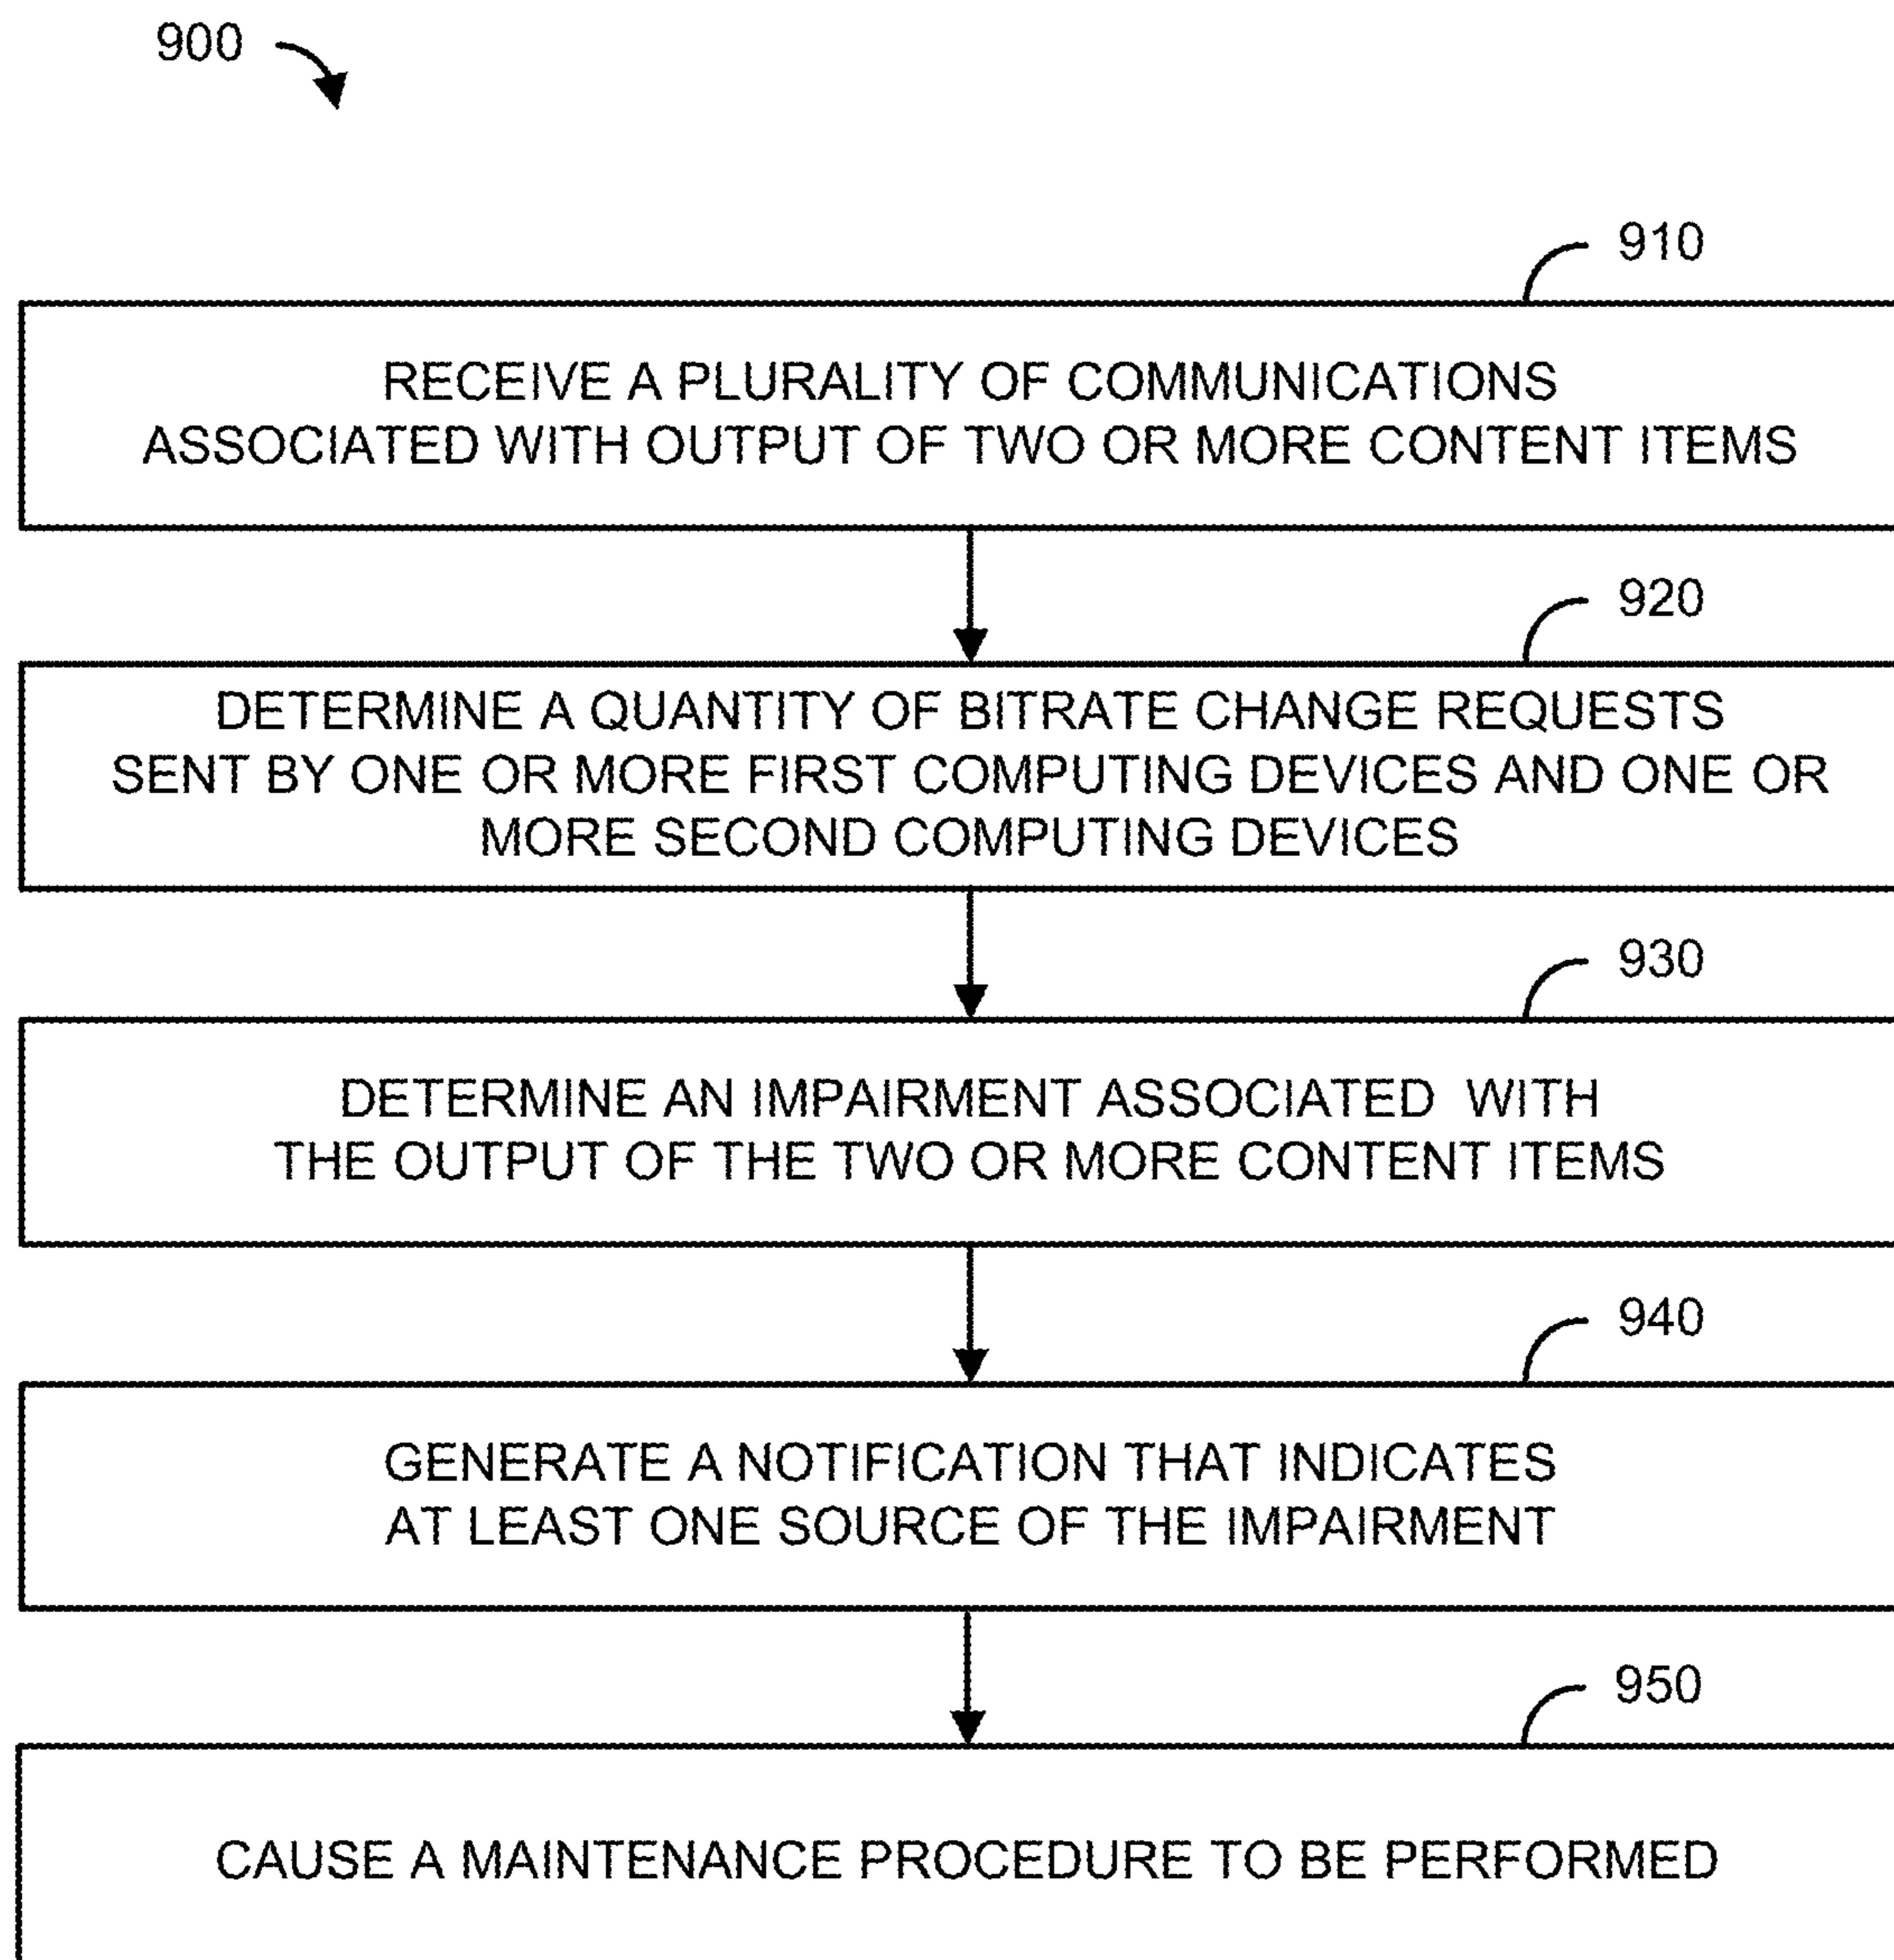 900
910
RECEIVE A PLURALITY OF COMMUNICATIONS
ASSOCIATED WITH OUTPUT OF TWO OR MORE CONTENT ITEMS
920
DETERMINE A QUANTITY OF BITRATE CHANGE REQUESTS
SENT BY ONE OR MORE FIRST COMPUTING DEVICES AND ONE OR
MORE SECOND COMPUTING DEVICES
930
DETERMINE AN IMPAIRMENT ASSOCIATED WITH
THE OUTPUT OF THE TWO OR MORE CONTENT ITEMS
940
GENERATE A NOTIFICATION THAT INDICATES
AT LEAST ONE SOURCE OF THE IMPAIRMENT
950
CAUSE A MAINTENANCE PROCEDURE TO BE PERFORMED